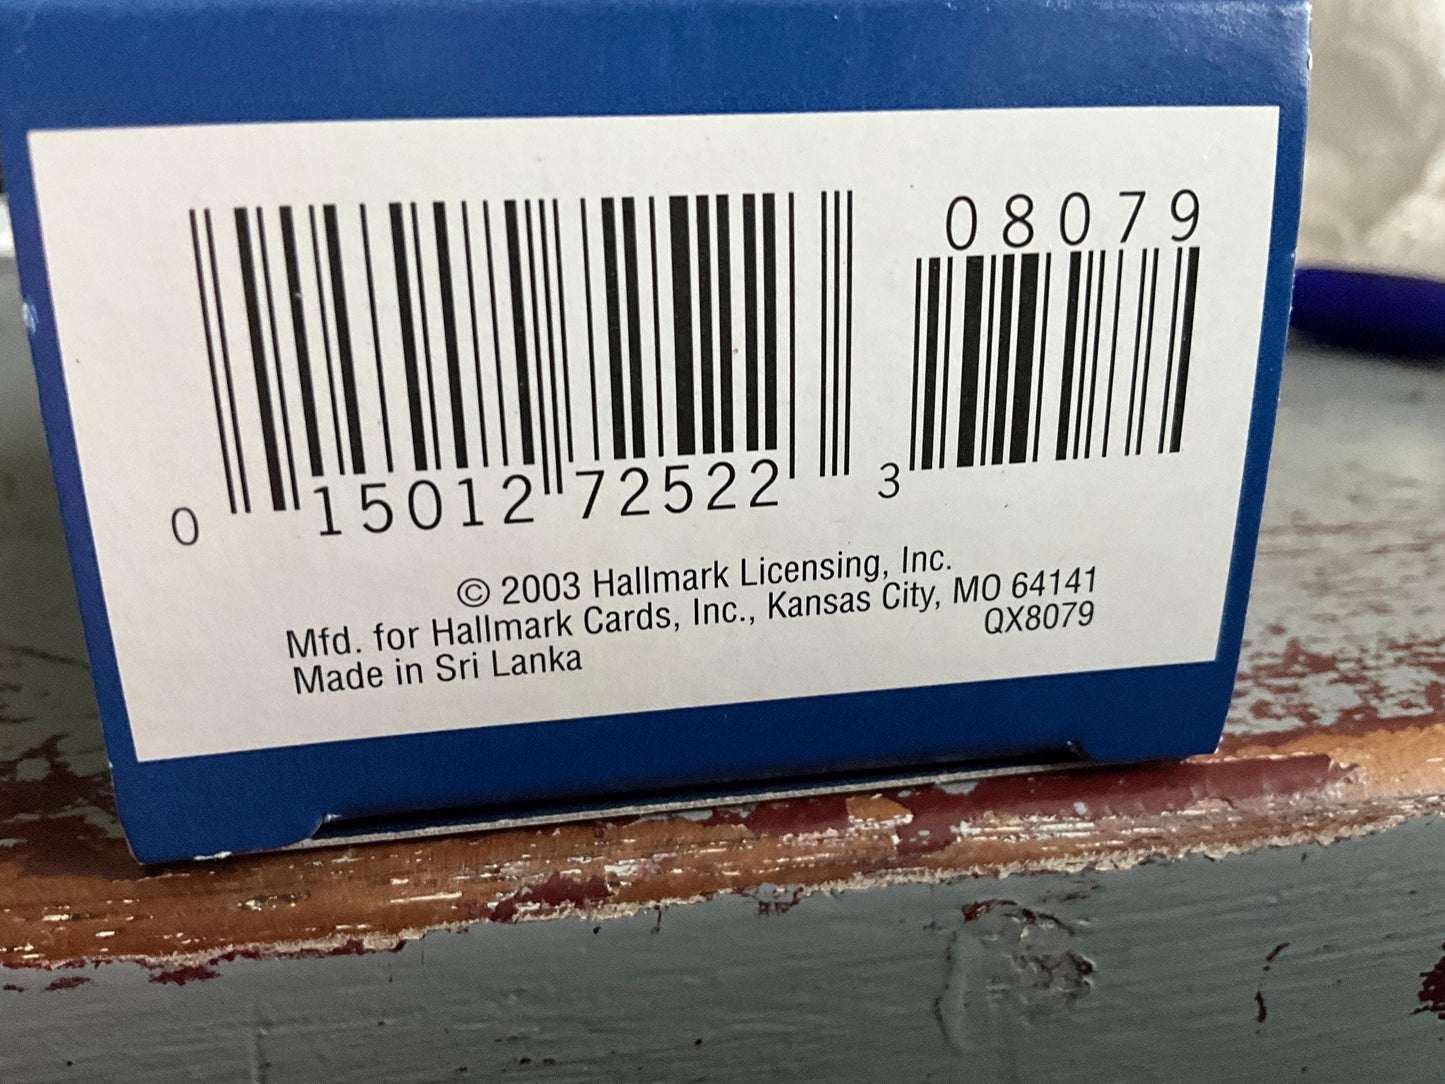 08079
0 15012 72522 3
© 2003 Hallmark Licensing, Inc.
Mfd. for Hallmark Cards, Inc., Kansas City, MO 64141
Made in Sri Lanka
QX8079